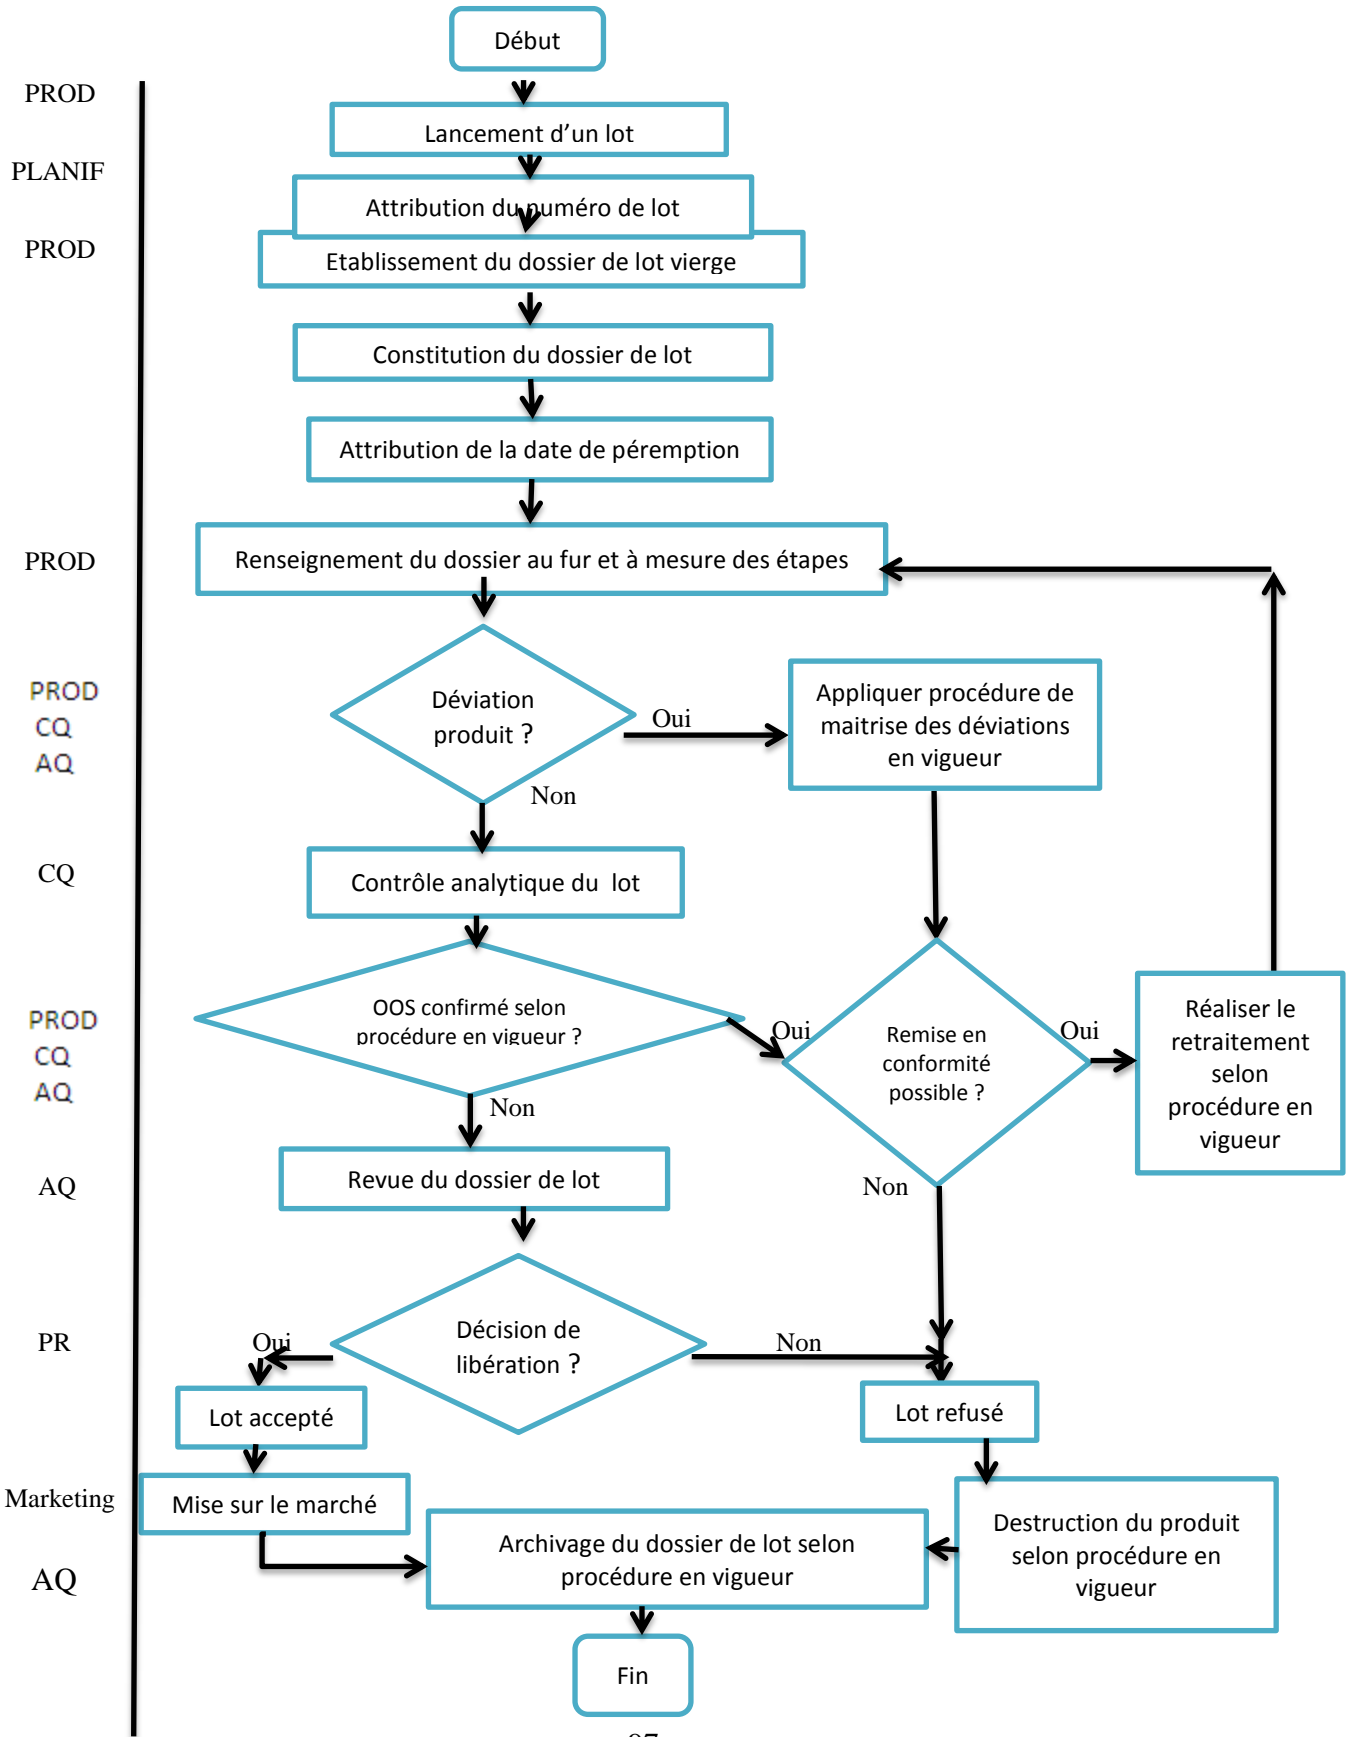 Début
PROD
Lancement d'un lot
PLANIF
Attribution du numéro de lot
PROD
Etablissement du dossier de lot vierge
Constitution du dossier de lot
Attribution de la date de péremption
PROD
Renseignement du dossier au fur et à mesure des étapes
PROD
CQ
AQ
Déviation
produit ?
Oui
Appliquer procédure de
maitrise des déviations
en vigueur
Non
CQ
Contrôle analytique du lot
PROD
CQ
AQ
OOS confirmé selon
procédure en vigueur ?
Oui
Remise en
conformité
possible ?
Oui
Réaliser le
retraitement
selon
procédure en
vigueur
Non
AQ
Revue du dossier de lot
Non
PR
Oui
Décision de
libération ?
Non
Lot accepté
Lot refusé
Marketing
Mise sur le marché
AQ
Archivage du dossier de lot selon
procédure en vigueur
Destruction du produit
selon procédure en
vigueur
Fin